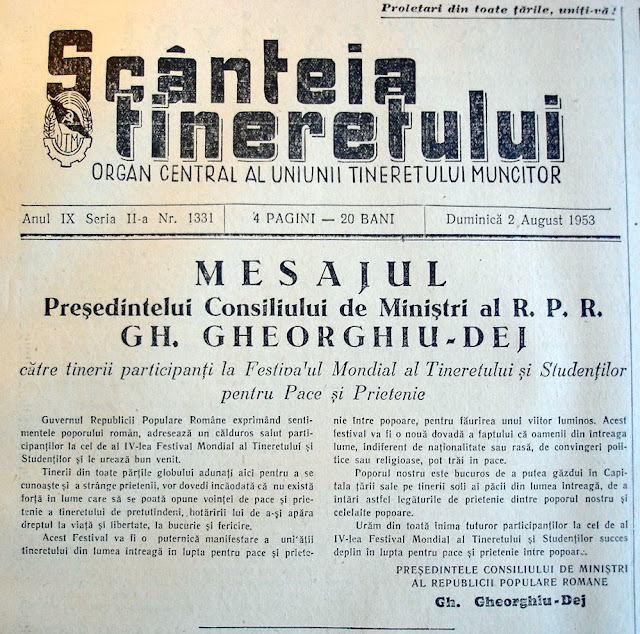 Proletari din toate țările, uniți-vă!
Scânteia
tineretului
UTM
ORGAN CENTRAL AL UNIUNII TINERETULUI MUNCITOR
Anul IX Seria II-a Nr. 1331
4 PAGINI — 20 BANI
Duminică 2 August 1953
MESAJUL
Președintelui Consiliului de Miniștri al R. P. R.
GH. GHEORGHIU-DEJ
către tinerii participanți la Festiva'ul Mondial al Tineretului și Studenților
pentru Pace și Prietenie
Guvernul Republicii Populare Române exprimând senti-
mentele poporului român, adresează un călduros salut parti-
cipanților la cel de al IV-lea Festival Mondial al Tineretului și
Studenților și le urează bun venit.
Tinerii din toate părțile globului adunați aici pentru a se
cunoaște și a strânge prietenii, vor dovedi încăodată că nu există
forță în lume care să se poată opune voinței de pace și prie-
tenie a tineretului de pretutindeni, hotărîrii lui de a-și apăra
dreptul la viață și libertate, la bucurie și fericire.
Acest Festival va fi o puternică manifestare a unității
tineretului din lumea întreagă în lupta pentru pace și priete-
nie între popoare, pentru făurirea unui viitor luminos. Acest
festival va fi o nouă dovadă a faptului că oamenii din întreaga
lume, indiferent de naționalitate sau rasă, de convingeri poli-
tice sau religioase, pot trăi în pace.
Poporul nostru este bucuros de a putea găzdui în Capi-
tala țării sale pe tinerii soli ai păcii din lumea întreagă, de a
întări astfel legăturile de prietenie dintre poporul nostru și
celelalte popoare.
Urăm din toată inima tuturor participanților la cel de al
IV-lea Festival Mondial al Tineretului și Studenților succes
deplin în lupta pentru pace și prietenie între popoare.
PREȘEDINTELE CONSILIULUI DE MINIȘTRI
AL REPUBLICII POPULARE ROMÂNE
Gh. Gheorghiu-Dej